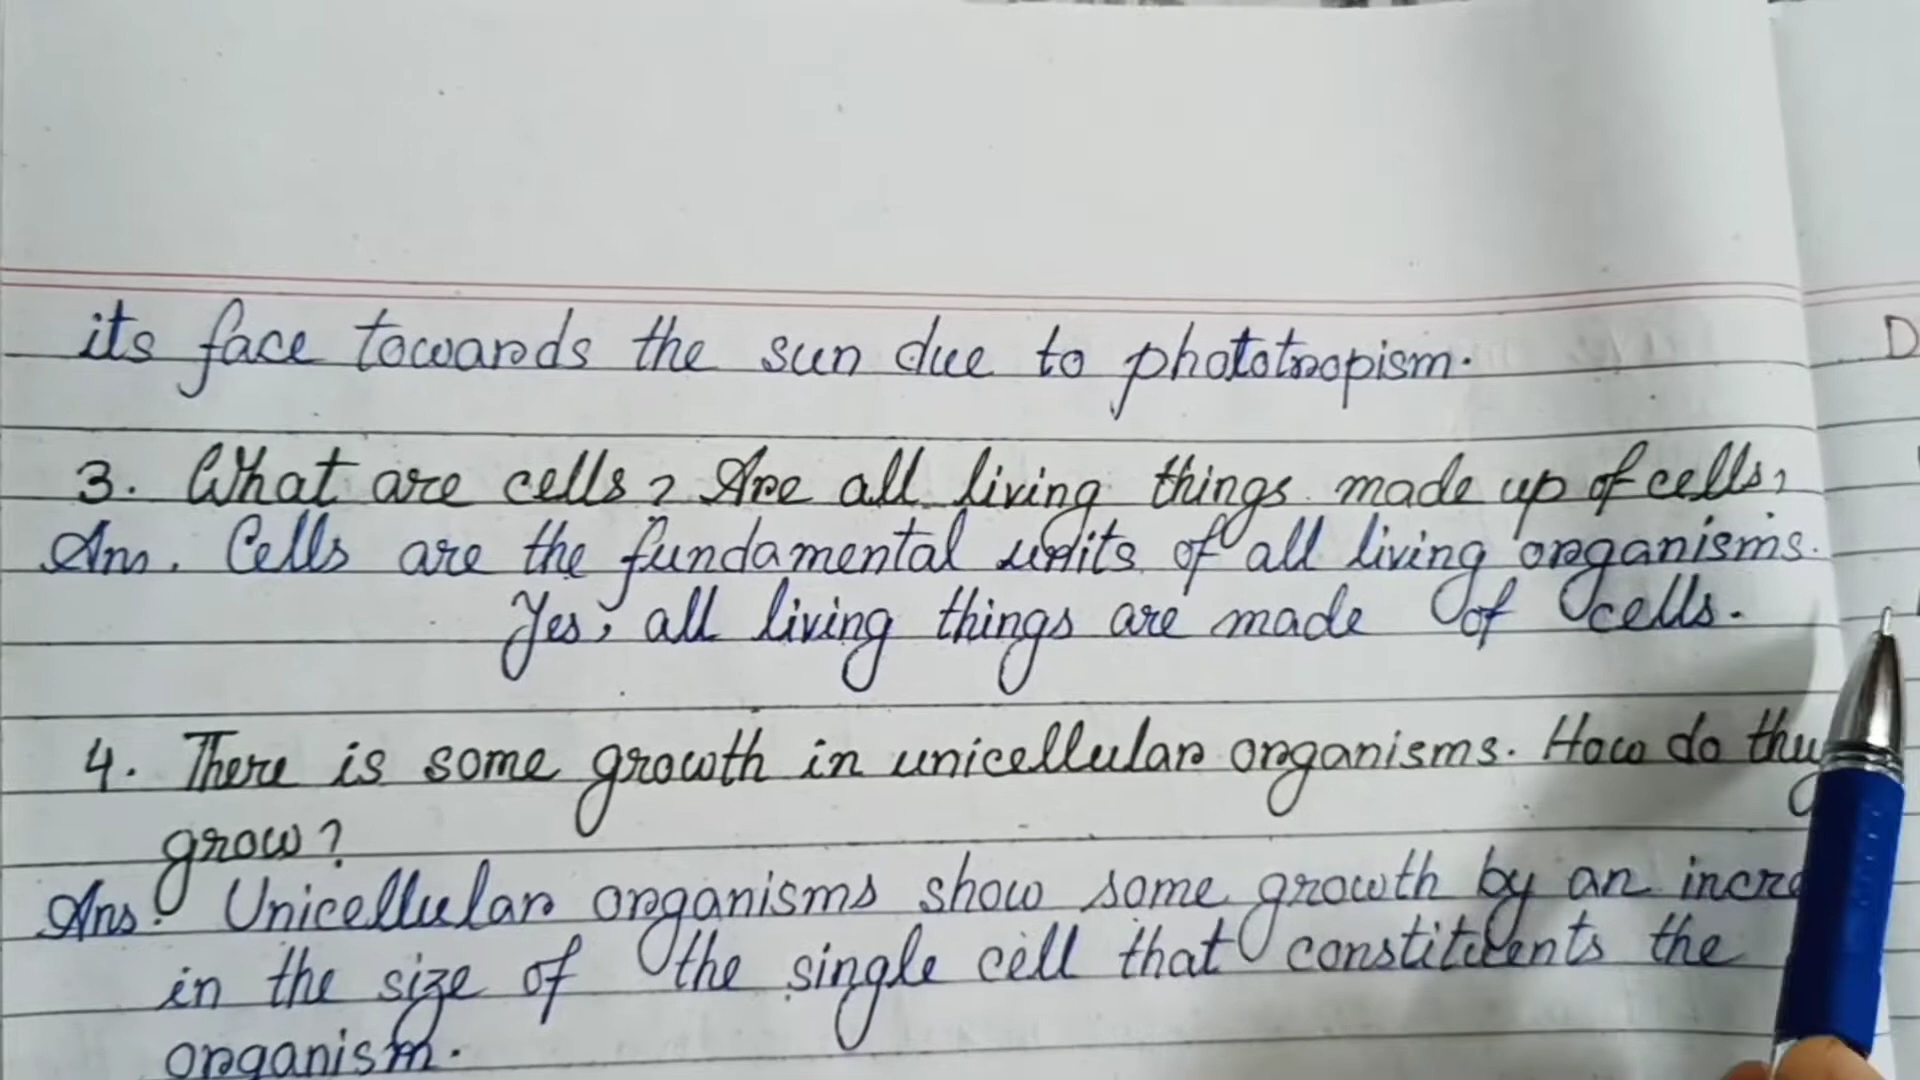 its face towards the sun due to phototropism.
D
3. What are cells? Are all living things made up of cells?
Ans. Cells are the fundamental units of all living organisms.
Yes, all living things are made of cells.
4. There is some growth in unicellular organisms. How do they
grow?
Ans. Unicellular organisms show some growth by an incre
in the size of the single cell that constituents the
organism.